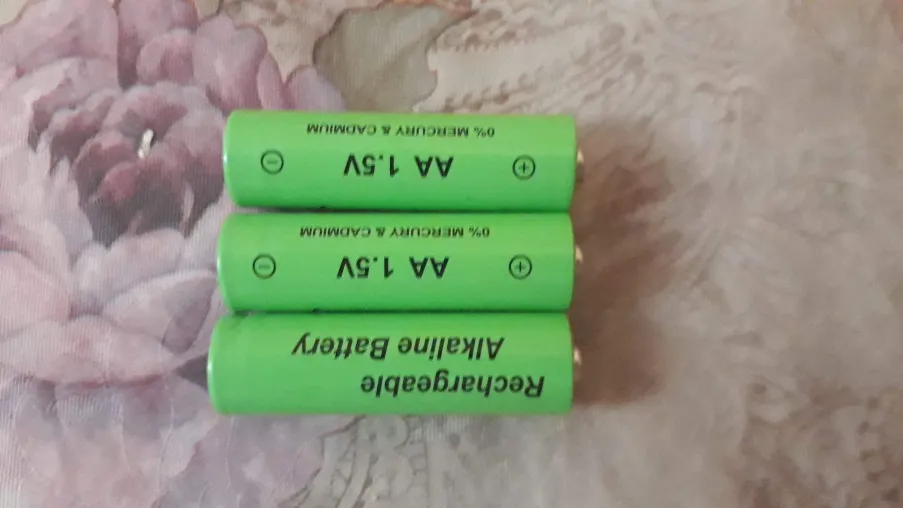 Rechargeable
Alkaline Battery
AA 1.5V
0% MERCURY & CADMIUM
AA 1.5V
0% MERCURY & CADMIUM